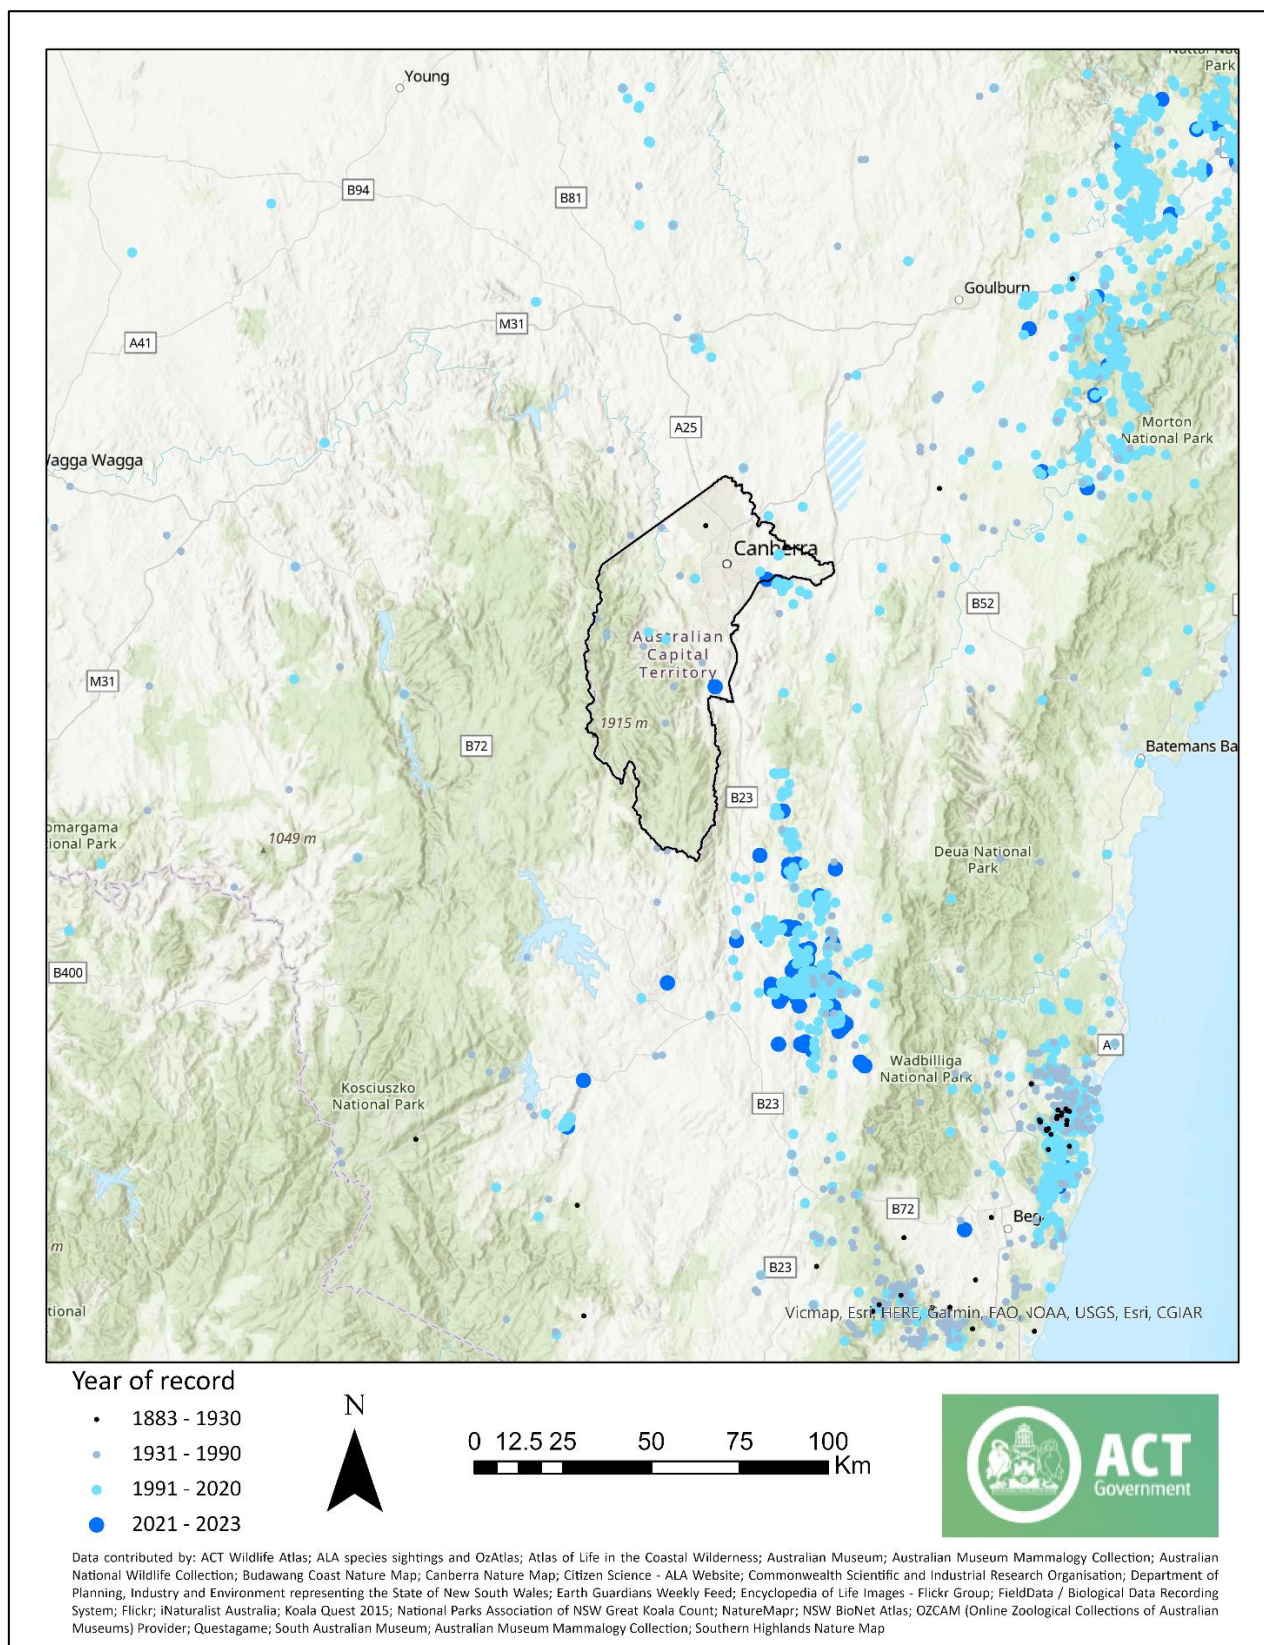 Nattai Nat
Park
Young
B94
B81
Goulburn
M31
A41
A25
Morton
National Park
Wagga Wagga
Canberra
B52
Australian
Capital
Territory
M31
1915 m
B72
Batemans Ba
B23
omargama
ional Park
1049 m
Deua National
Park
B400
A1
Wadbilliga
National Park
Kosciuszko
National Park
B23
B72
Beg
m
B23
tional
Vicmap, Esri, HERE, Garmin, FAO, NOAA, USGS, Esri, CGIAR
Year of record
1883 - 1930
1931 - 1990
1991 - 2020
2021 - 2023
N
0 12.5 25 50 75 100
Km
ACT
Government
Data contributed by: ACT Wildlife Atlas; ALA species sightings and OzAtlas; Atlas of Life in the Coastal Wilderness; Australian Museum; Australian Museum Mammalogy Collection; Australian
National Wildlife Collection; Budawang Coast Nature Map; Canberra Nature Map; Citizen Science - ALA Website; Commonwealth Scientific and Industrial Research Organisation; Department of
Planning, Industry and Environment representing the State of New South Wales; Earth Guardians Weekly Feed; Encyclopedia of Life Images - Flickr Group; FieldData / Biological Data Recording
System; Flickr; iNaturalist Australia; Koala Quest 2015; National Parks Association of NSW Great Koala Count; NatureMapr; NSW BioNet Atlas; OZCAM (Online Zoological Collections of Australian
Museums) Provider; Questagame; South Australian Museum; Australian Museum Mammalogy Collection; Southern Highlands Nature Map